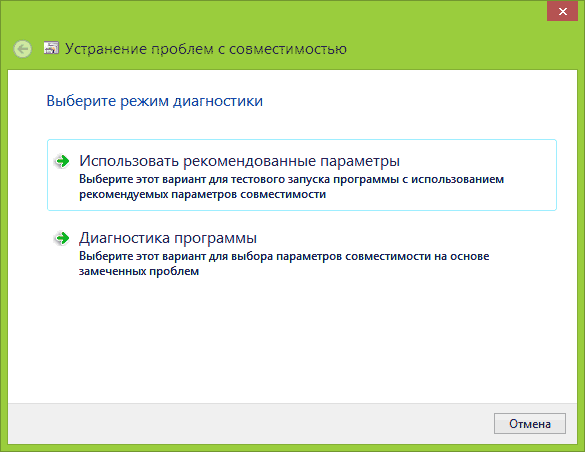 Устранение проблем с совместимостью
Выберите режим диагностики
Использовать рекомендованные параметры
Выберите этот вариант для тестового запуска программы с использованием
рекомендуемых параметров совместимости
Диагностика программы
Выберите этот вариант для выбора параметров совместимости на основе
замеченных проблем
Отмена